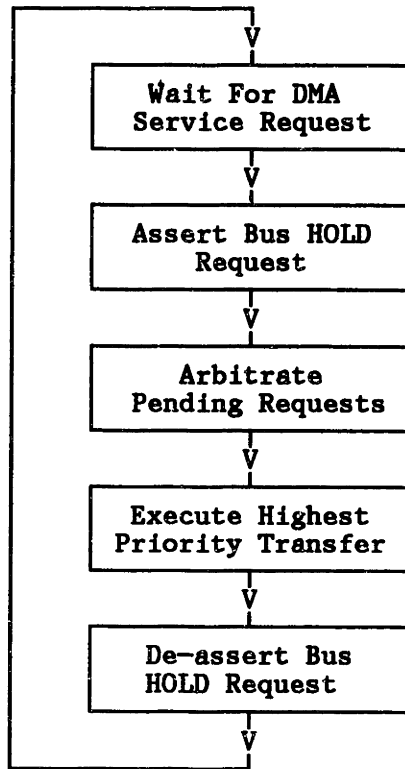 Wait For DMA
Service Request
Assert Bus HOLD
Request
Arbitrate
Pending Requests
Execute Highest
Priority Transfer
De-assert Bus
HOLD Request